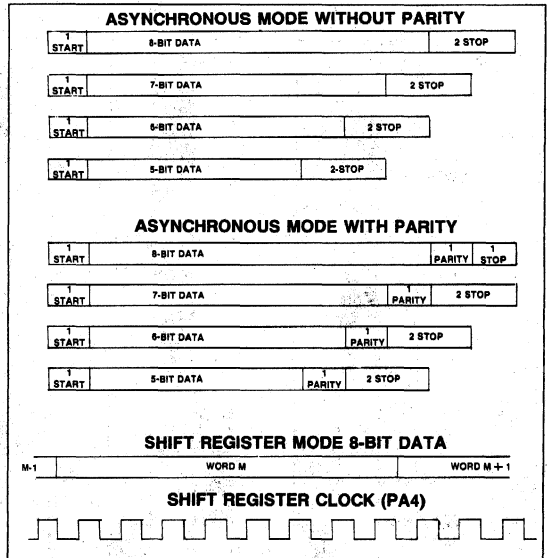 ASYNCHRONOUS MODE WITHOUT PARITY
1 START 8-BIT DATA 2 STOP
1 START 7-BIT DATA 2 STOP
1 START 6-BIT DATA 2 STOP
1 START 5-BIT DATA 2-STOP
ASYNCHRONOUS MODE WITH PARITY
1 START 8-BIT DATA 1 PARITY 1 STOP
1 START 7-BIT DATA 1 PARITY 2 STOP
1 START 6-BIT DATA 1 PARITY 2 STOP
1 START 5-BIT DATA 1 PARITY 2 STOP
SHIFT REGISTER MODE 8-BIT DATA
M-1 WORD M WORD M + 1
SHIFT REGISTER CLOCK (PA4)